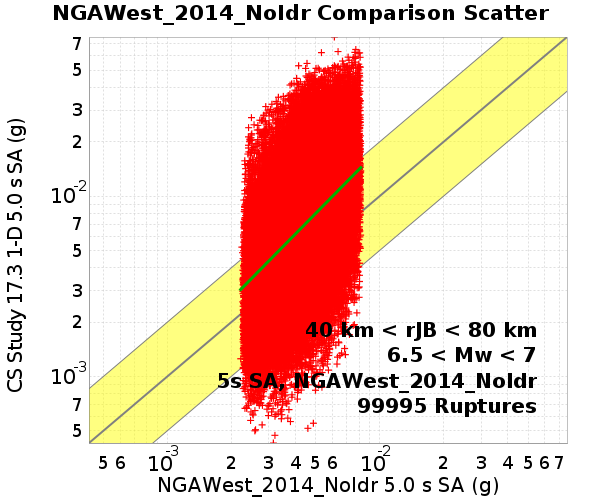 NGAWest_2014_NoIdr Comparison Scatter
CS Study 17.3 1-D 5.0 s SA (g)
7
5
3
2
10-2
7
5
3
2
10-3
7
5
40 km < rJB < 80 km
6.5 < Mw < 7
5s SA, NGAWest_2014_NoIdr
99995 Ruptures
5 6 10-3 2 3 4 5 6 10-2 2 3 4 5 6 7
NGAWest_2014_NoIdr 5.0 s SA (g)